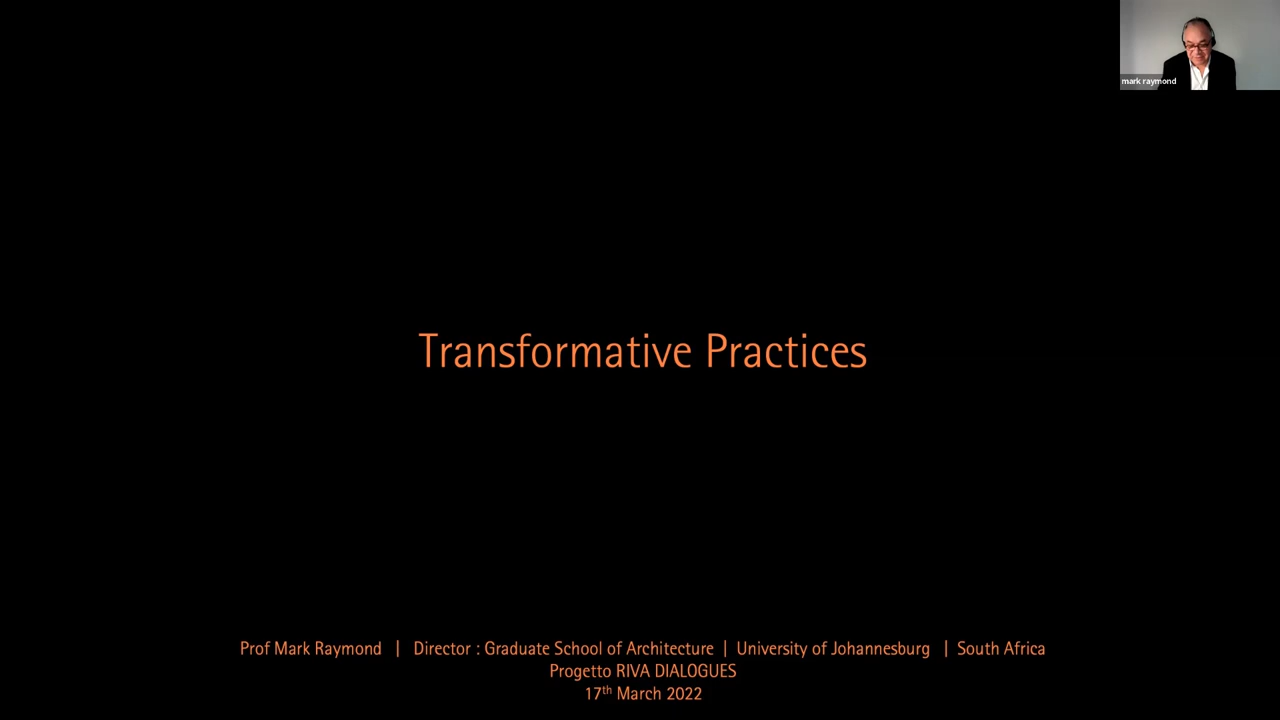 mark raymond
Transformative Practices
Prof Mark Raymond | Director : Graduate School of Architecture | University of Johannesburg | South Africa
Progetto RIVA DIALOGUES
17th March 2022